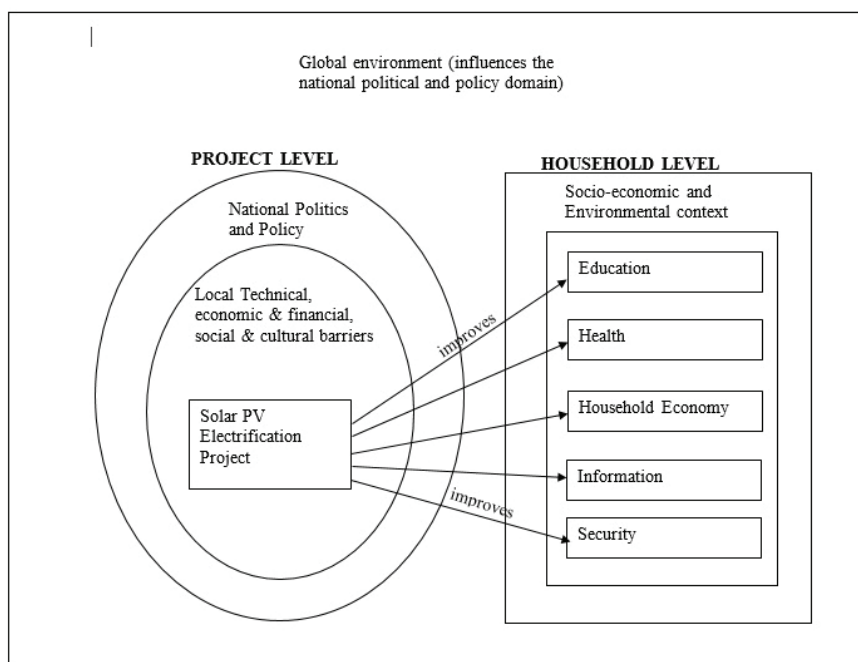 Global environment (influences the
national political and policy domain)
PROJECT LEVEL
National Politics
and Policy
Local Technical,
economic & financial,
social & cultural barriers
Solar PV
Electrification
Project
improves
improves
HOUSEHOLD LEVEL
Socio-economic and
Environmental context
Education
Health
Household Economy
Information
Security